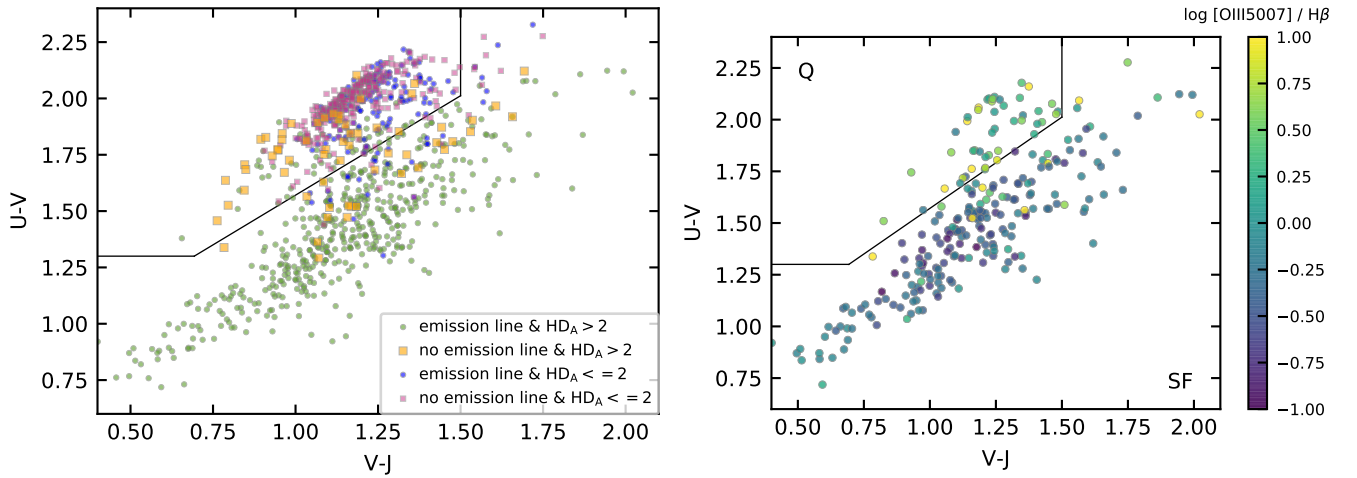 2.25
2.00
1.75
1.50
1.25
1.00
0.75
U-V
0.50 0.75 1.00 1.25 1.50 1.75 2.00
V-J
emission line & HD_A > 2
no emission line & HD_A > 2
emission line & HD_A <= 2
no emission line & HD_A <= 2
log [OIII5007] / Hβ
2.25
2.00
1.75
1.50
1.25
1.00
0.75
U-V
Q
SF
0.50 0.75 1.00 1.25 1.50 1.75 2.00
V-J
1.00
0.75
0.50
0.25
0.00
−0.25
−0.50
−0.75
−1.00